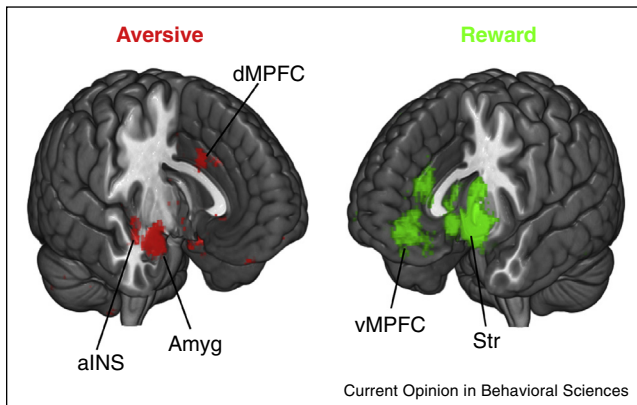 Aversive
Reward
dMPFC
aINS
Amyg
vMPFC
Str
Current Opinion in Behavioral Sciences